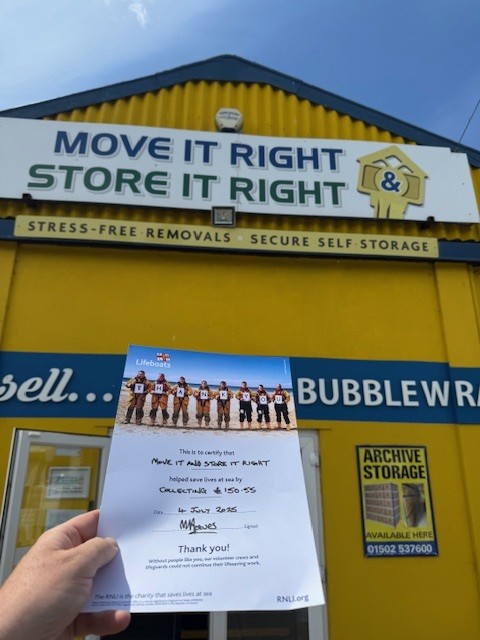 MOVE IT RIGHT
STORE IT RIGHT
&
STRESS-FREE REMOVALS · SECURE SELF STORAGE
sell...
BUBBLEWRA
Lifeboats
THANK YOU
This is to certify that
MOVE IT AND STORE IT RIGHT
helped save lives at sea by
COLLECTING £150.55
Date 4 JULY 2025
Signed
Thank you!
Without people like you, our volunteer crews and
lifeguards could not continue their lifesaving work.
The RNLI is the charity that saves lives at sea
RNLI.org
ARCHIVE
STORAGE
AVAILABLE HERE
01502 537600